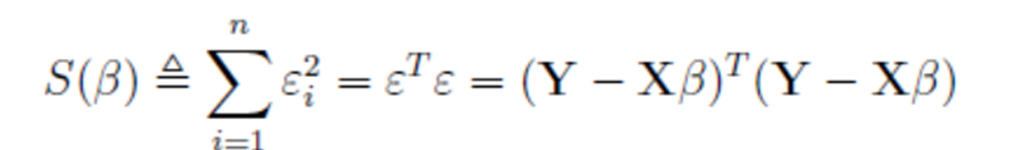 S(β) ≜ ∑_{i=1}^{n} ε_i^2 = ε^T ε = (Y − Xβ)^T (Y − Xβ)